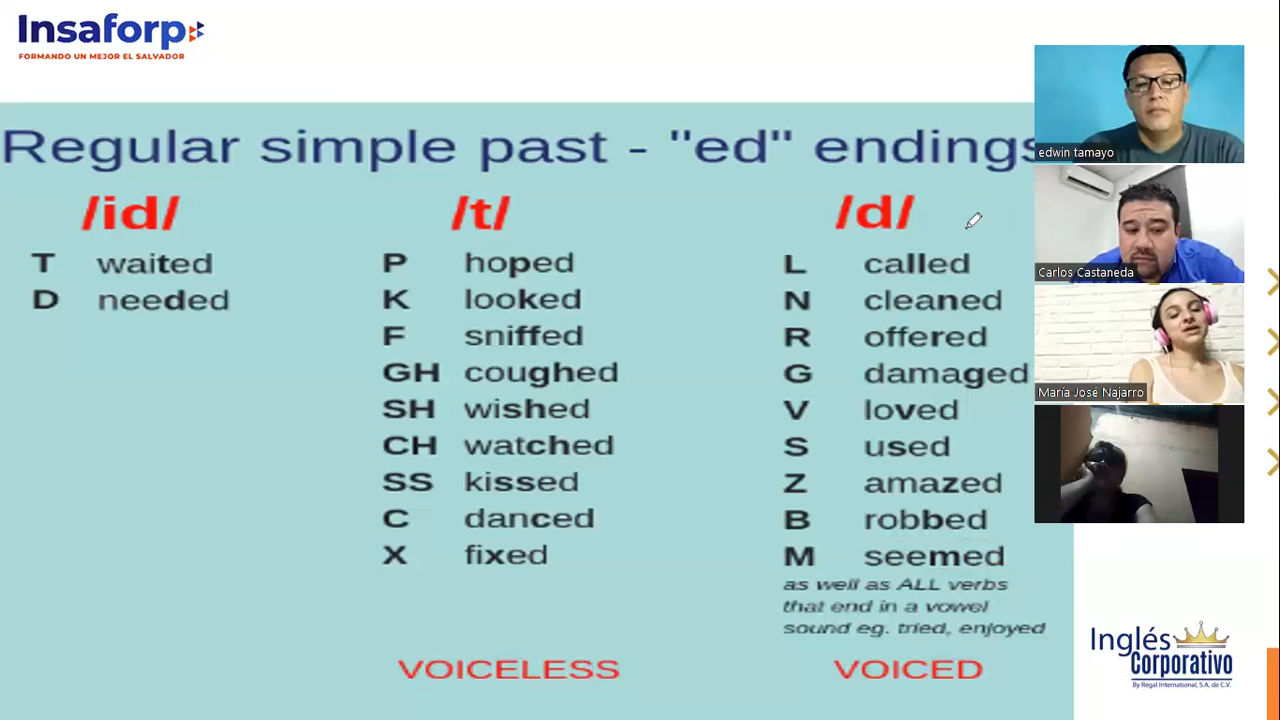 Insaforp
FORMANDO UN MEJOR EL SALVADOR
Regular simple past - "ed" endings
/id/ /t/ /d/
T waited P hoped L called
D needed K looked N cleaned
F sniffed R offered
GH coughed G damaged
SH wished V loved
CH watched S used
SS kissed Z amazed
C danced B robbed
X fixed M seemed
as well as ALL verbs
that end in a vowel
sound eg. tried, enjoyed
VOICELESS VOICED
edwin tamayo
Carlos Castaneda
María José Najarro
Inglés
Corporativo
By Regal International, S.A. de C.V.